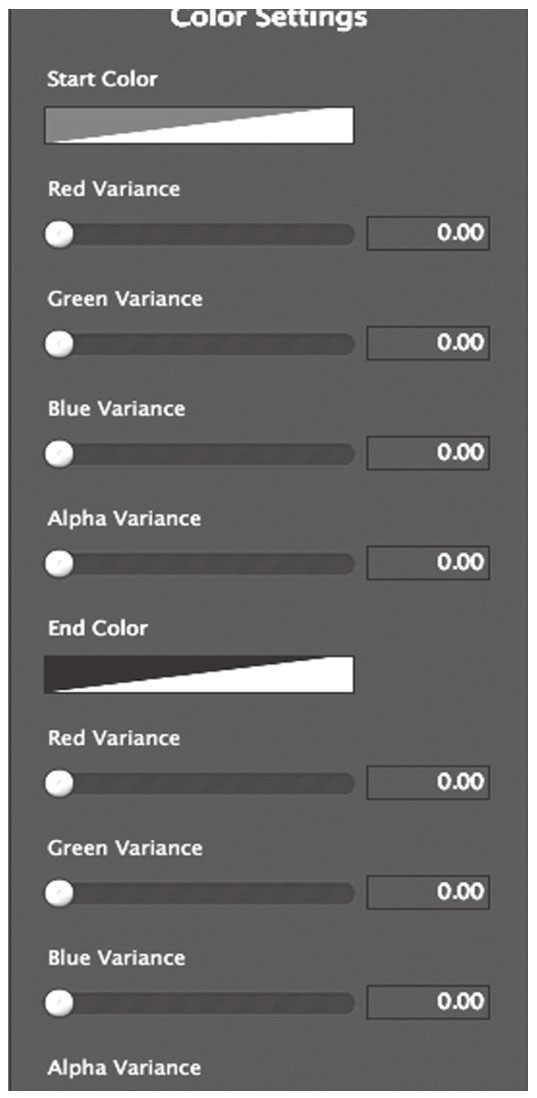 Color Settings
Start Color
Red Variance
0.00
Green Variance
0.00
Blue Variance
0.00
Alpha Variance
0.00
End Color
Red Variance
0.00
Green Variance
0.00
Blue Variance
0.00
Alpha Variance